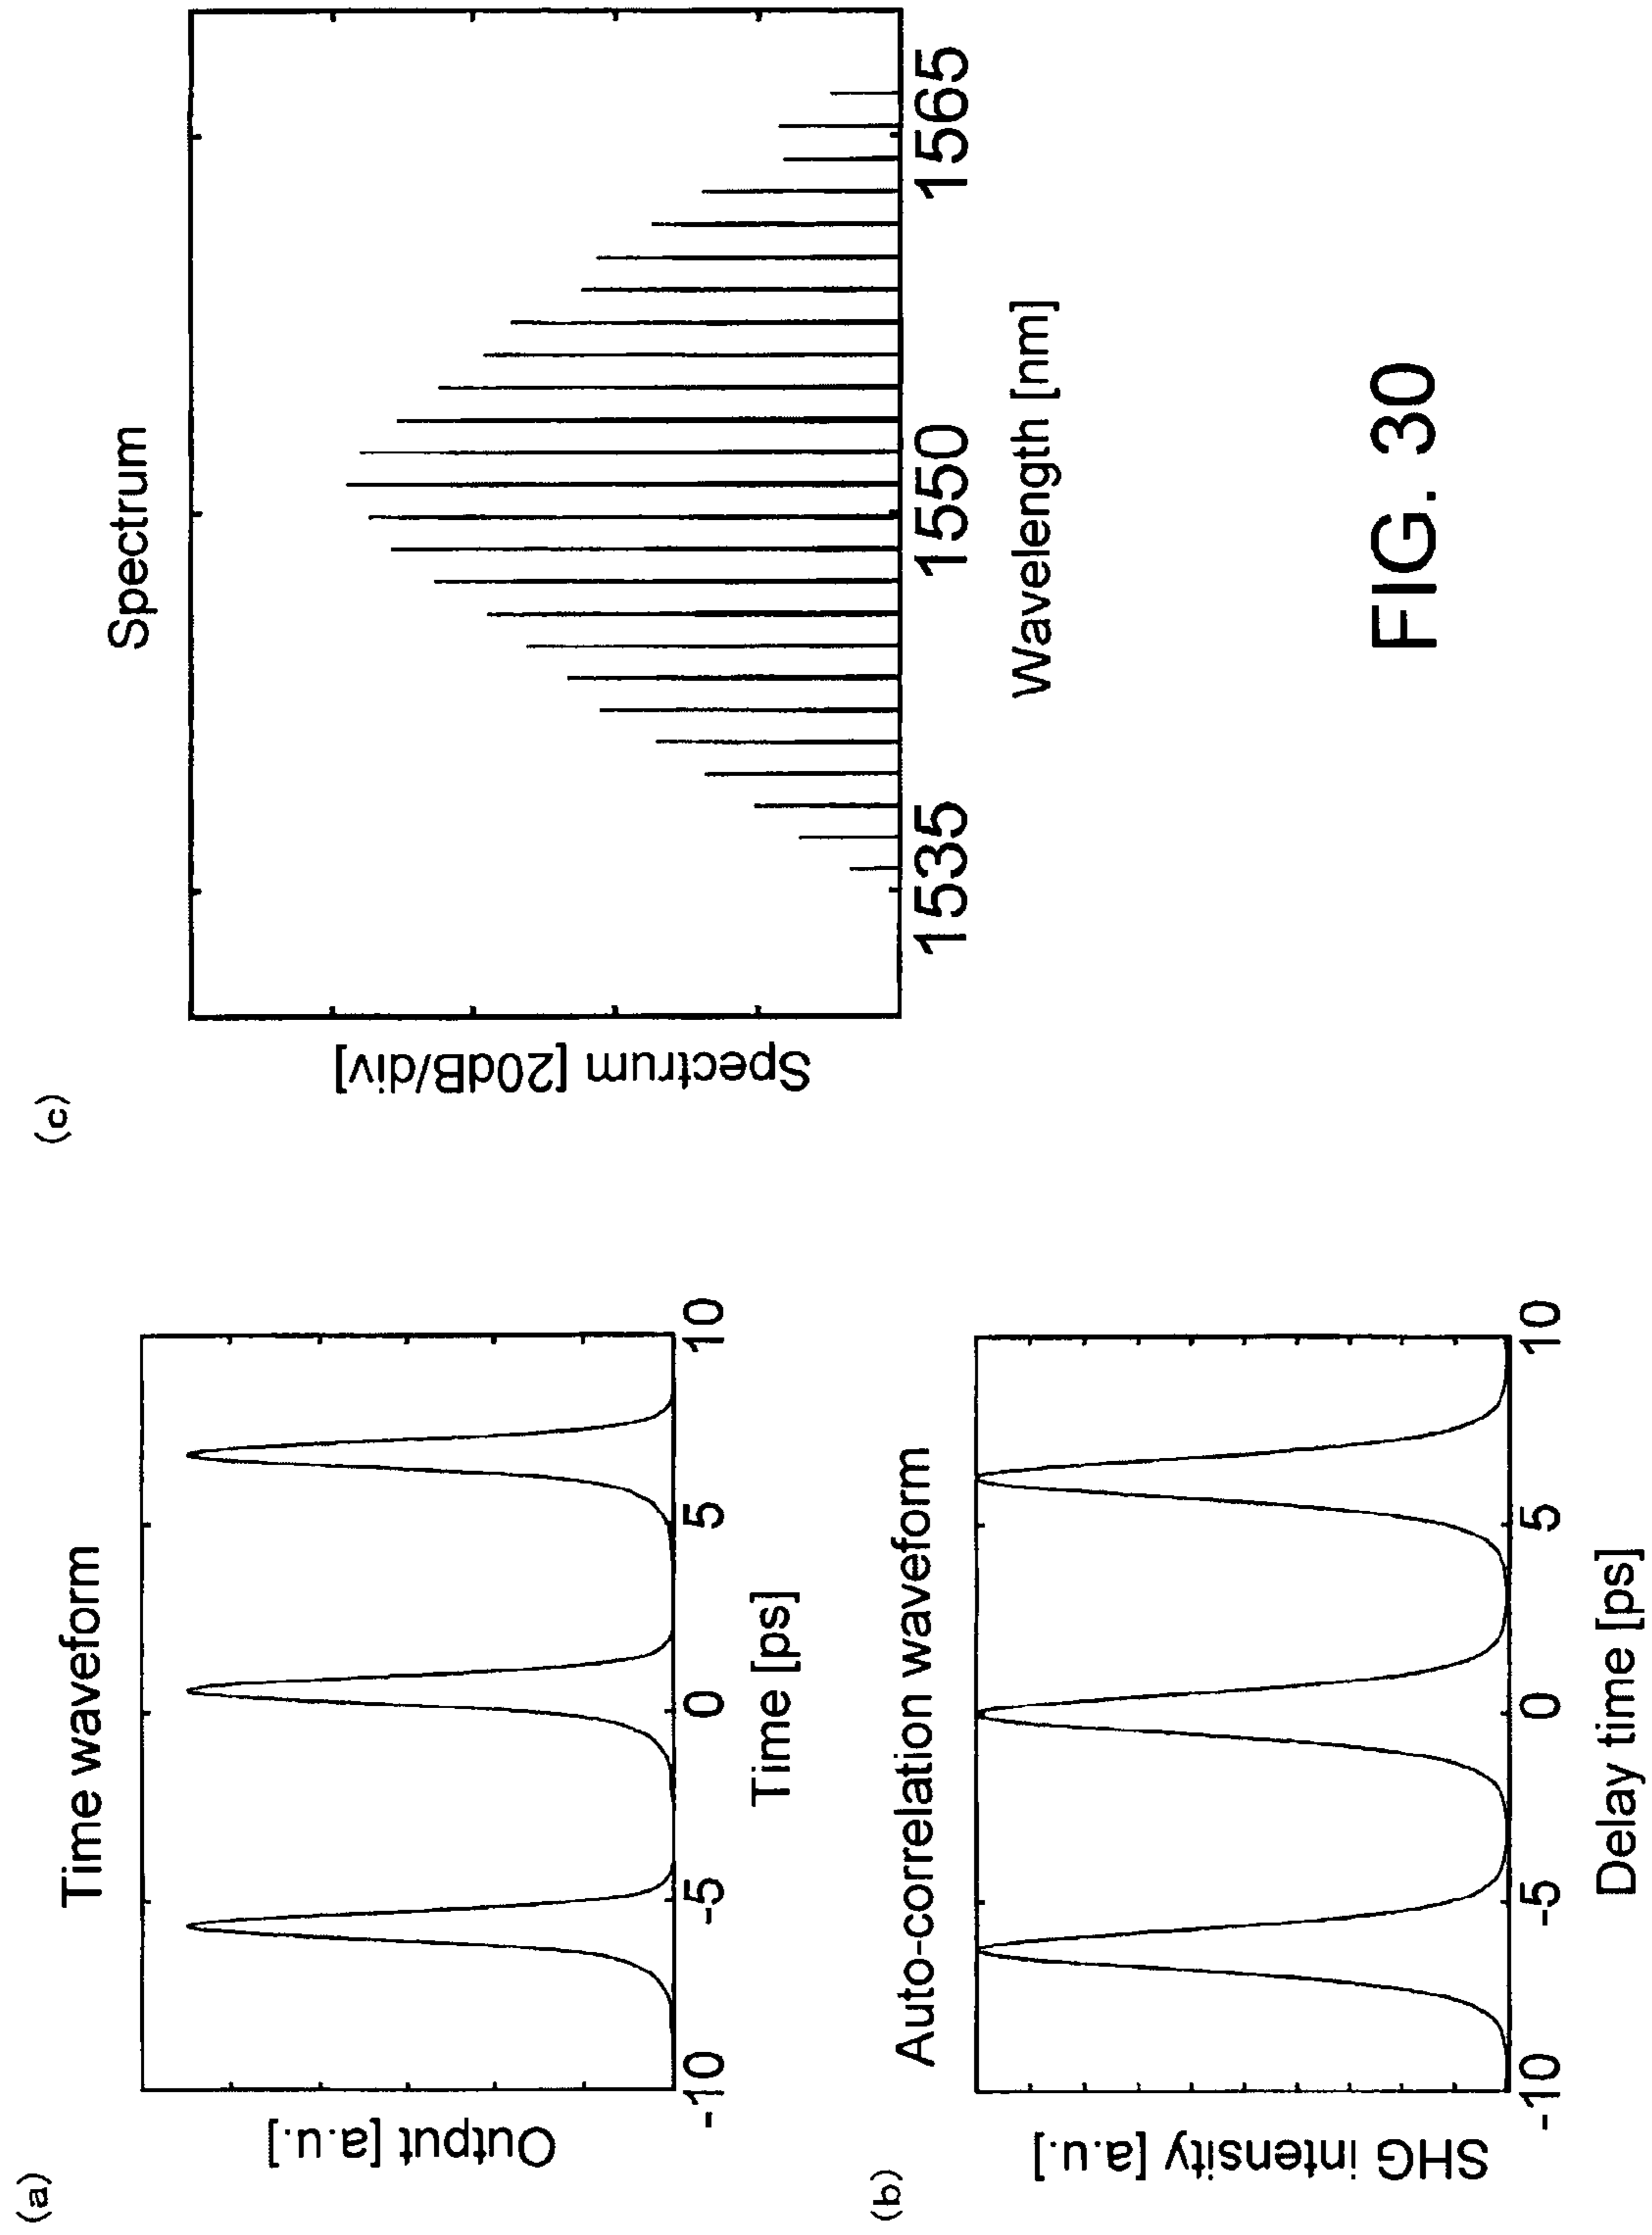 (a)
Time waveform
Output [a.u.]
-10
-5
0
5
10
Time [ps]
(b)
Auto-correlation waveform
SHG intensity [a.u.]
-10
-5
0
5
10
Delay time [ps]
(c)
Spectrum
Spectrum [20dB/div]
1535
1550
1565
Wavelength [nm]
FIG. 30